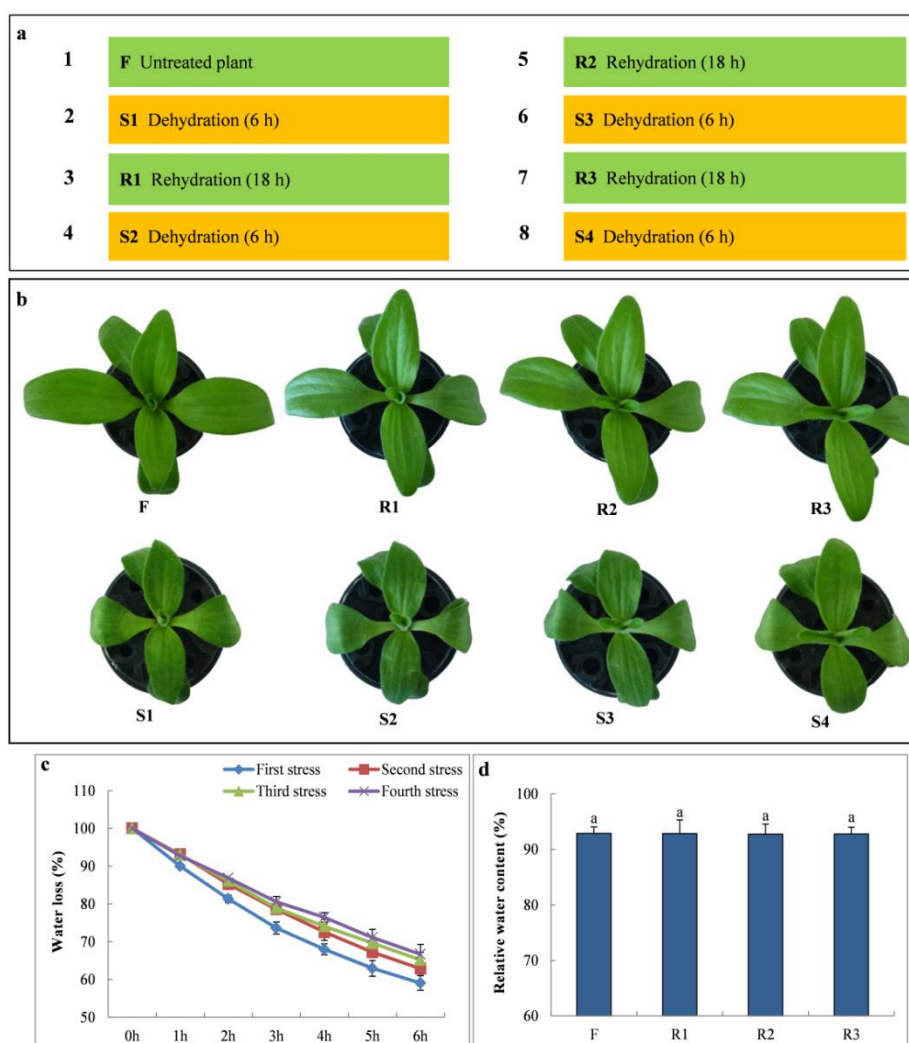 a
1 F Untreated plant
2 S1 Dehydration (6 h)
3 R1 Rehydration (18 h)
4 S2 Dehydration (6 h)
5 R2 Rehydration (18 h)
6 S3 Dehydration (6 h)
7 R3 Rehydration (18 h)
8 S4 Dehydration (6 h)
b
F R1 R2 R3
S1 S2 S3 S4
c
First stress Second stress
Third stress Fourth stress
Water loss (%)
110
100
90
80
70
60
50
0h 1h 2h 3h 4h 5h 6h
d
Relative water content (%)
100
90
80
70
60
a a a a
F R1 R2 R3